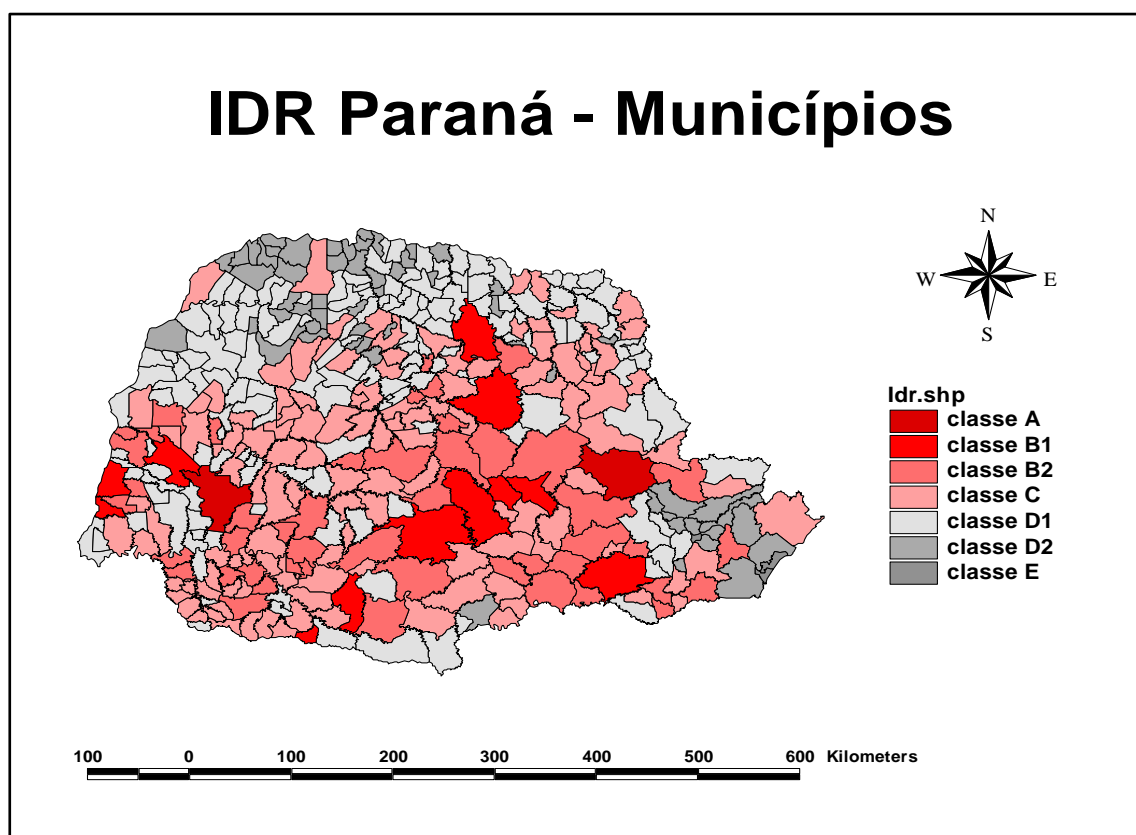 IDR Paraná - Municípios
N
W E
S
Idr.shp
classe A
classe B1
classe B2
classe C
classe D1
classe D2
classe E
100 0 100 200 300 400 500 600 Kilometers